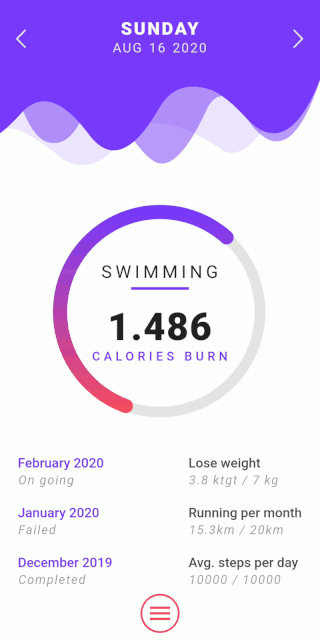 SUNDAY
AUG 16 2020
SWIMMING
1.486
CALORIES BURN
February 2020
On going
Lose weight
3.8 ktgt / 7 kg
January 2020
Failed
Running per month
15.3km / 20km
December 2019
Completed
Avg. steps per day
10000 / 10000